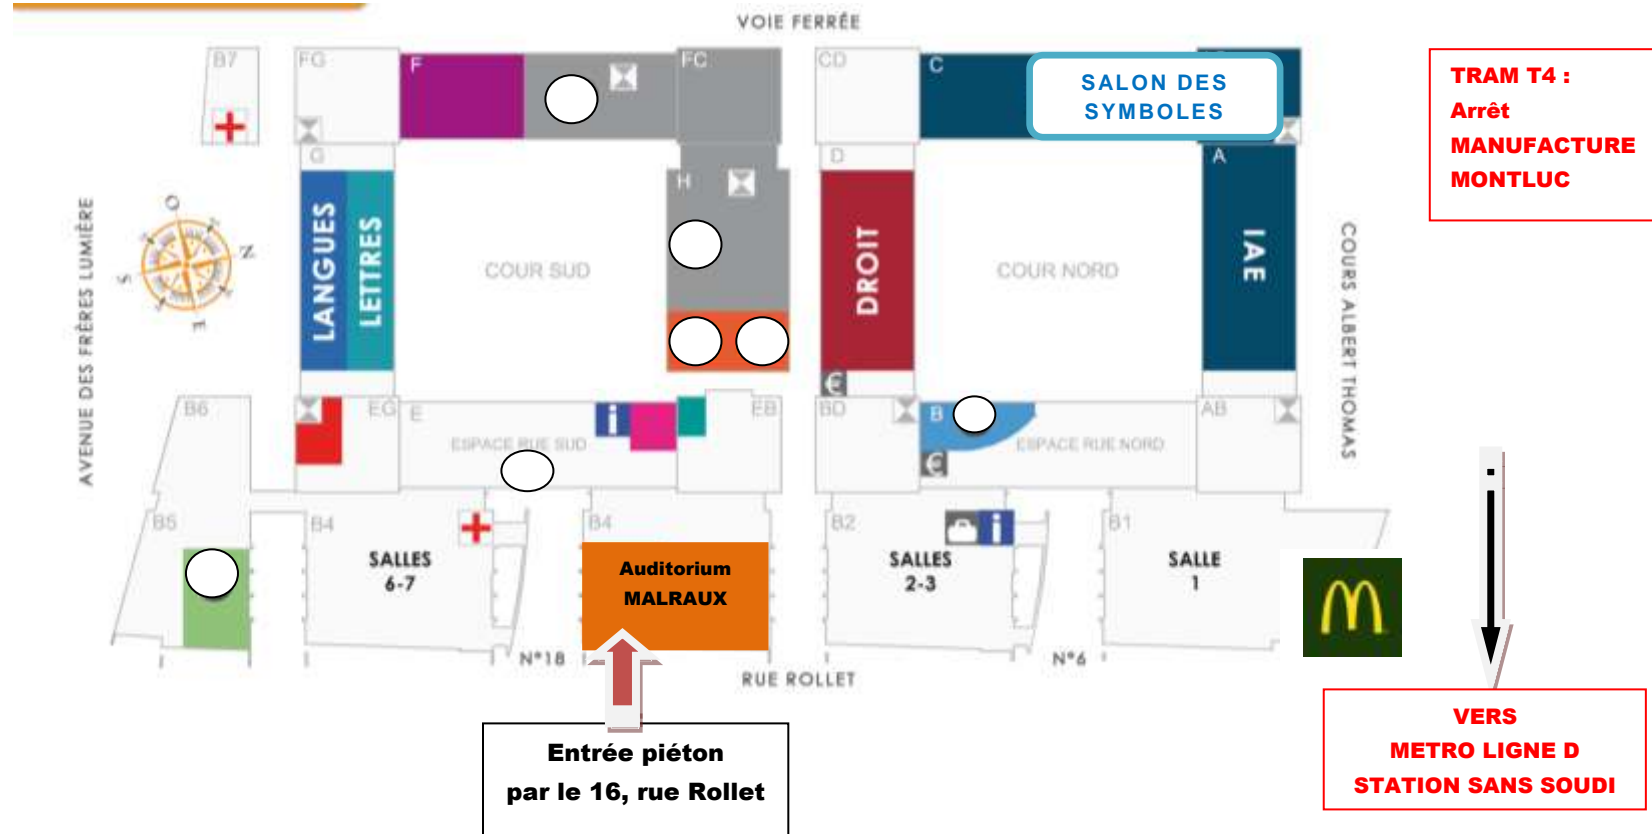 VOIE FERRÉE
B7
FG
F
FC
CD
C
SALON DES
SYMBOLES
TRAM T4 :
Arrêt
MANUFACTURE
MONTLUC
G
H
D
A
LANGUES
LETTRES
COUR SUD
DROIT
COUR NORD
IAE
AVENUE DES FRÈRES LUMIÈRE
COURS ALBERT THOMAS
O
N
S
E
€
B6
EG
E
i
EB
BD
B
AB
ESPACE RUE SUD
ESPACE RUE NORD
€
B5
B4
B4
B2
i
B1
SALLES
6-7
Auditorium
MALRAUX
SALLES
2-3
SALLE
1
N°18
N°6
RUE ROLLET
Entrée piéton
par le 16, rue Rollet
VERS
METRO LIGNE D
STATION SANS SOUDI